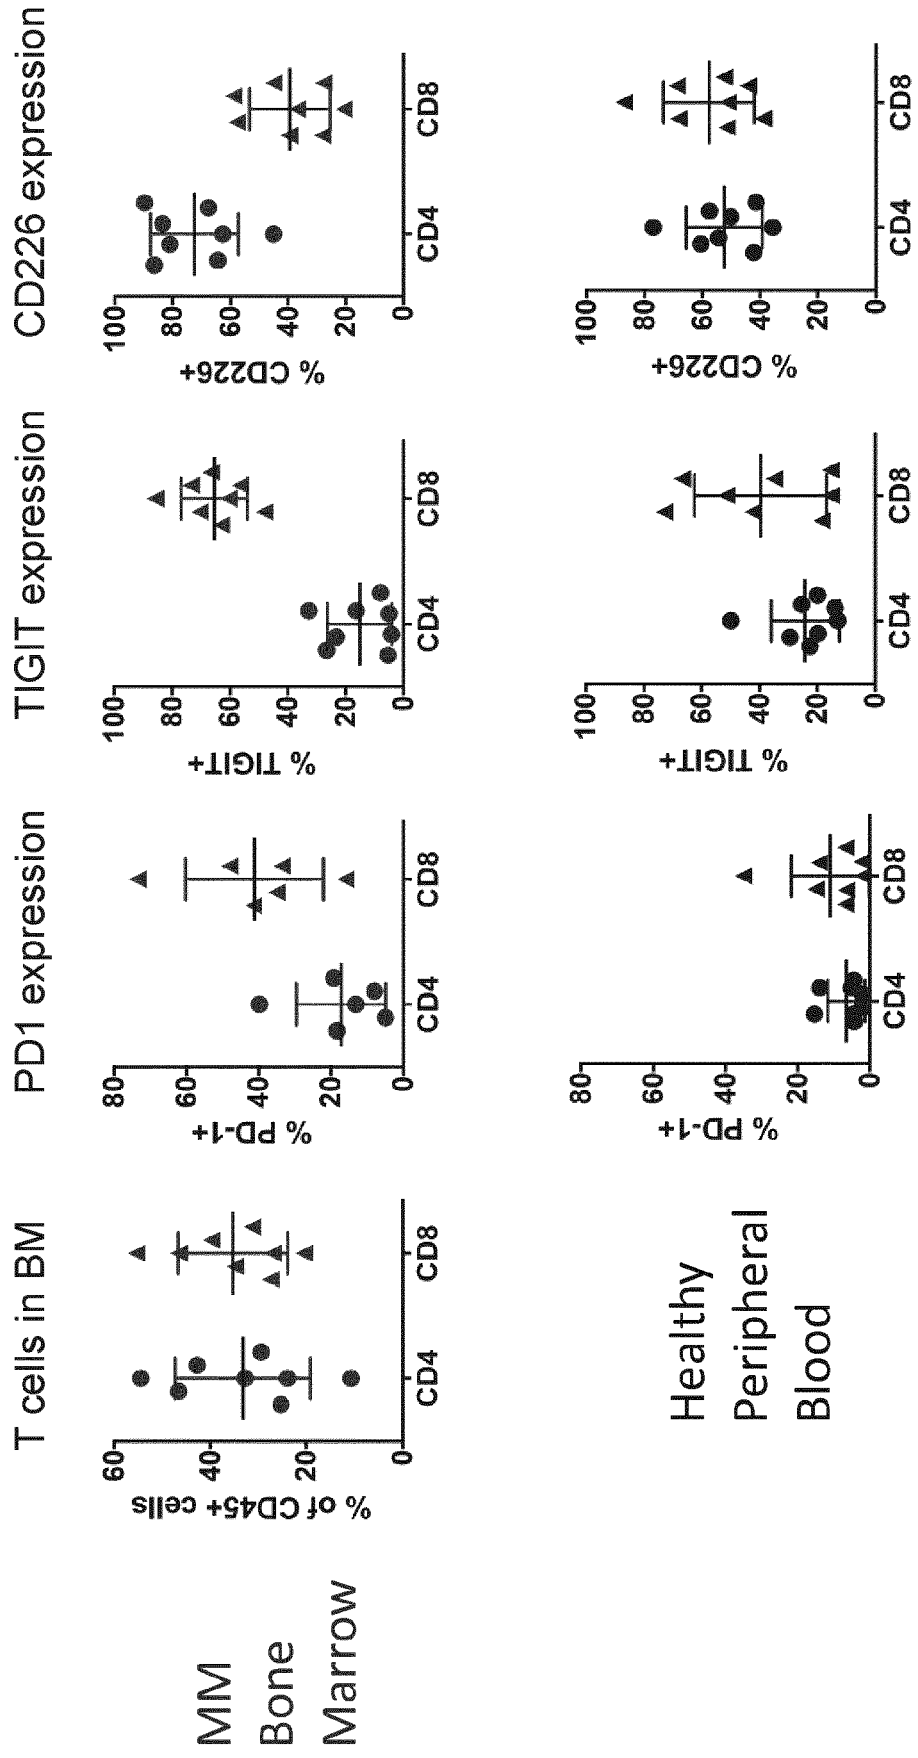 T cells in BM
PD1 expression
TIGIT expression
CD226 expression
MM
Bone
Marrow
% of CD45+ cells
60
40
20
0
CD4
CD8
% PD-1+
80
60
40
20
0
CD4
CD8
% TIGIT+
100
80
60
40
20
0
CD4
CD8
% CD226+
100
80
60
40
20
0
CD4
CD8
Healthy
Peripheral
Blood
% PD-1+
80
60
40
20
0
CD4
CD8
% TIGIT+
100
80
60
40
20
0
CD4
CD8
% CD226+
100
80
60
40
20
0
CD4
CD8